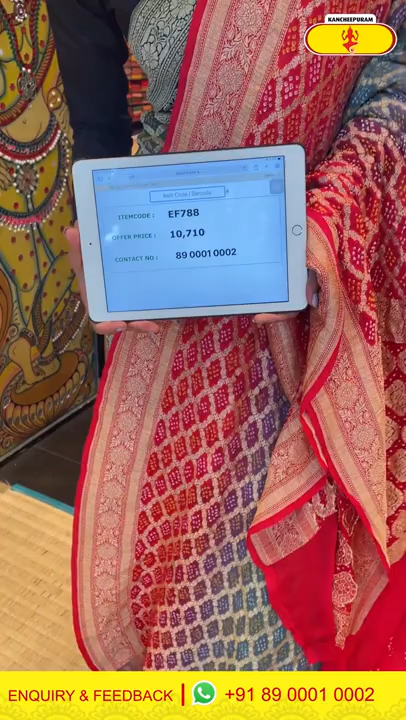 KANCHEEPURAM
Item Code / Barcode
ITEMCODE : EF788
OFFER PRICE : 10,710
CONTACT NO : 89 0001 0002
ENQUIRY & FEEDBACK | +91 89 0001 0002